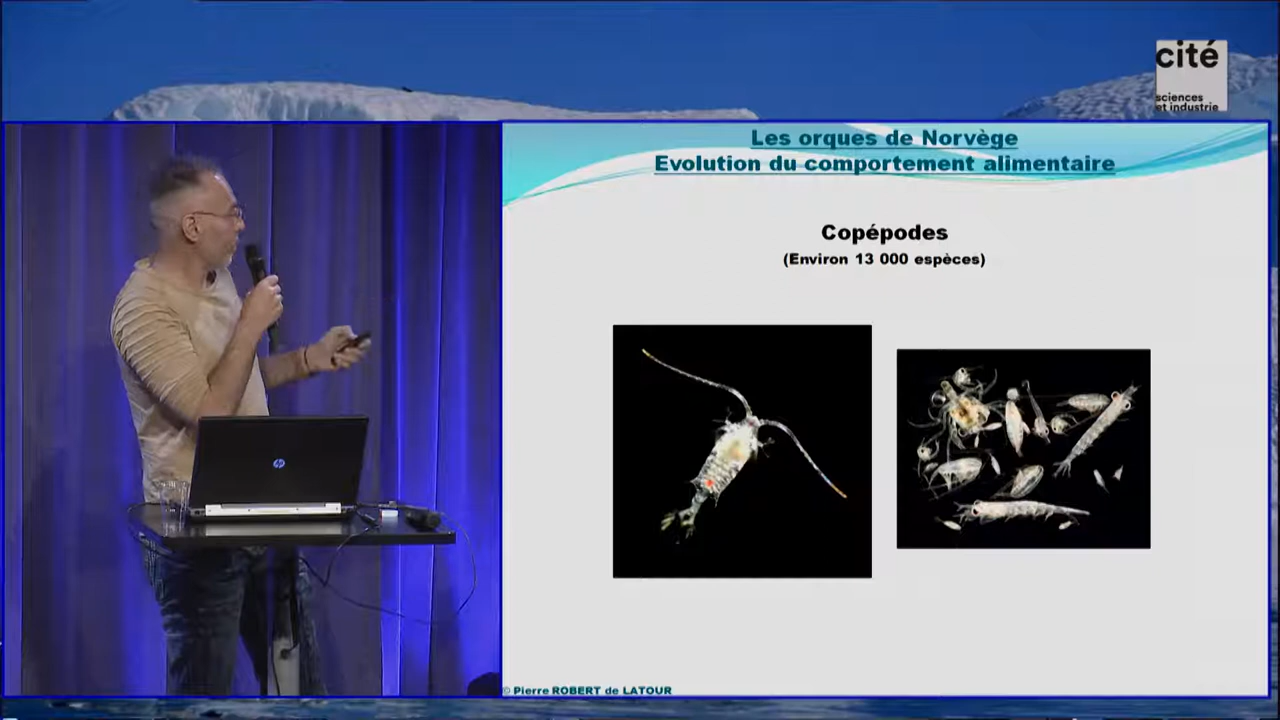 cité
sciences
et industrie
Les orques de Norvège
Evolution du comportement alimentaire
Copépodes
(Environ 13 000 espèces)
hp
© Pierre ROBERT de LATOUR